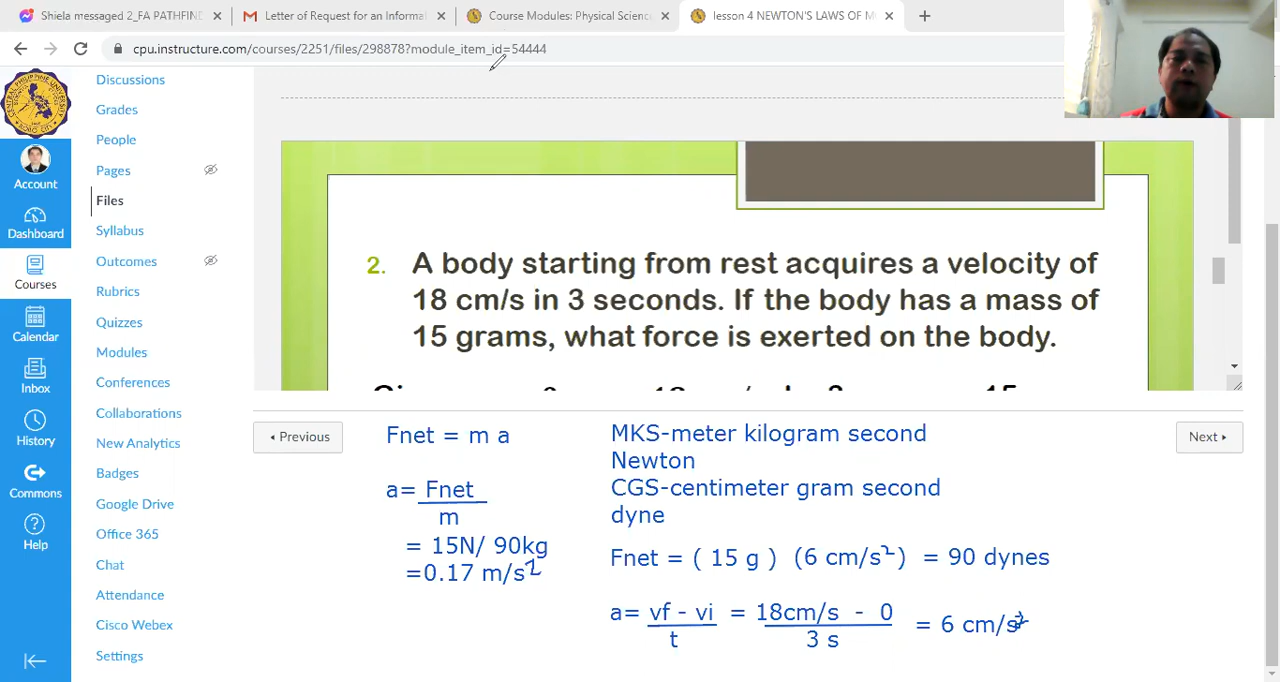 Shiela messaged 2_FA PATHFIN
Letter of Request for an Informa
Course Modules: Physical Scienc
lesson 4 NEWTON'S LAWS OF M
cpu.instructure.com/courses/2251/files/298878?module_item_id=54444
Account
Dashboard
Courses
Calendar
Inbox
History
Commons
Help
Discussions
Grades
People
Pages
Files
Syllabus
Outcomes
Rubrics
Quizzes
Modules
Conferences
Collaborations
New Analytics
Badges
Google Drive
Office 365
Chat
Attendance
Cisco Webex
Settings
2. A body starting from rest acquires a velocity of
18 cm/s in 3 seconds. If the body has a mass of
15 grams, what force is exerted on the body.
Previous
Next
Fnet = m a
a= Fnet
m
= 15N/ 90kg
=0.17 m/s2
MKS-meter kilogram second
Newton
CGS-centimeter gram second
dyne
Fnet = ( 15 g ) (6 cm/s2) = 90 dynes
a= vf - vi = 18cm/s - 0
t 3 s
= 6 cm/s2